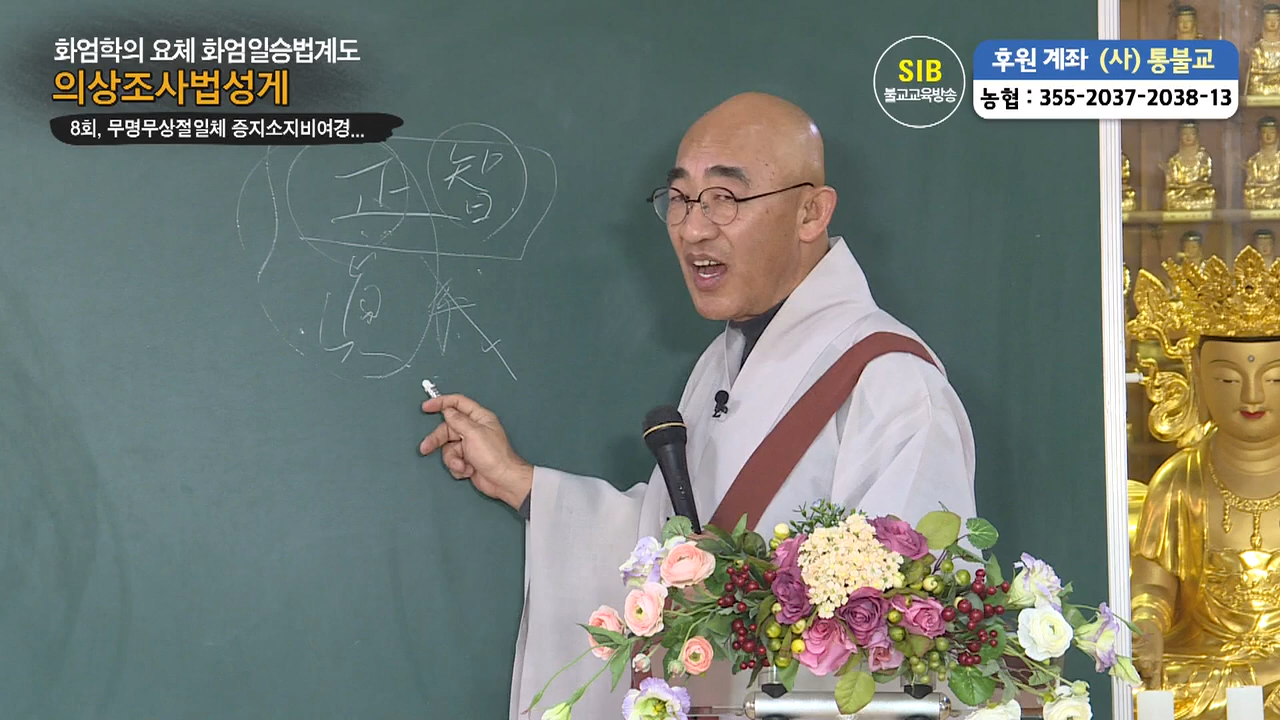 화엄학의 요체 화엄일승법계도
의상조사법성게
8회, 무명무상절일체 증지소지비여경...
SIB
불교교육방송
후원 계좌 (사) 통불교
농협 : 355-2037-2038-13
正智